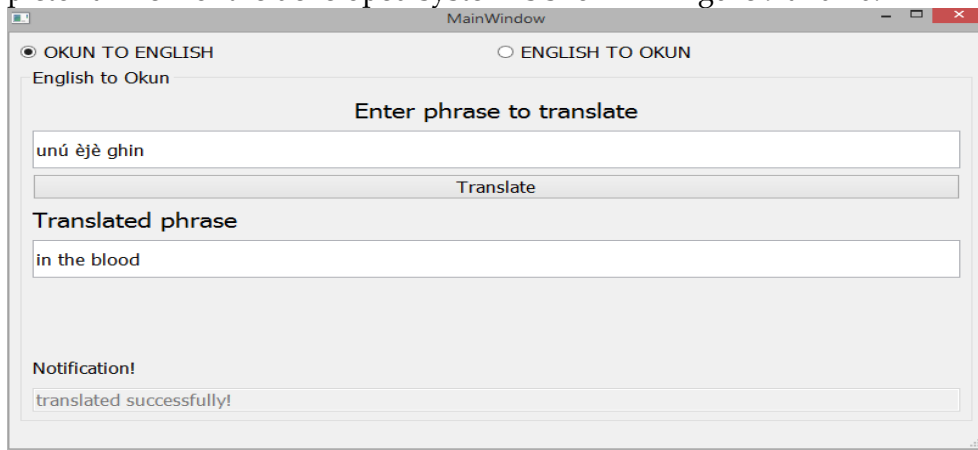 MainWindow
OKUN TO ENGLISH ENGLISH TO OKUN
English to Okun
Enter phrase to translate
unú èjè ghin
Translate
Translated phrase
in the blood
Notification!
translated successfully!